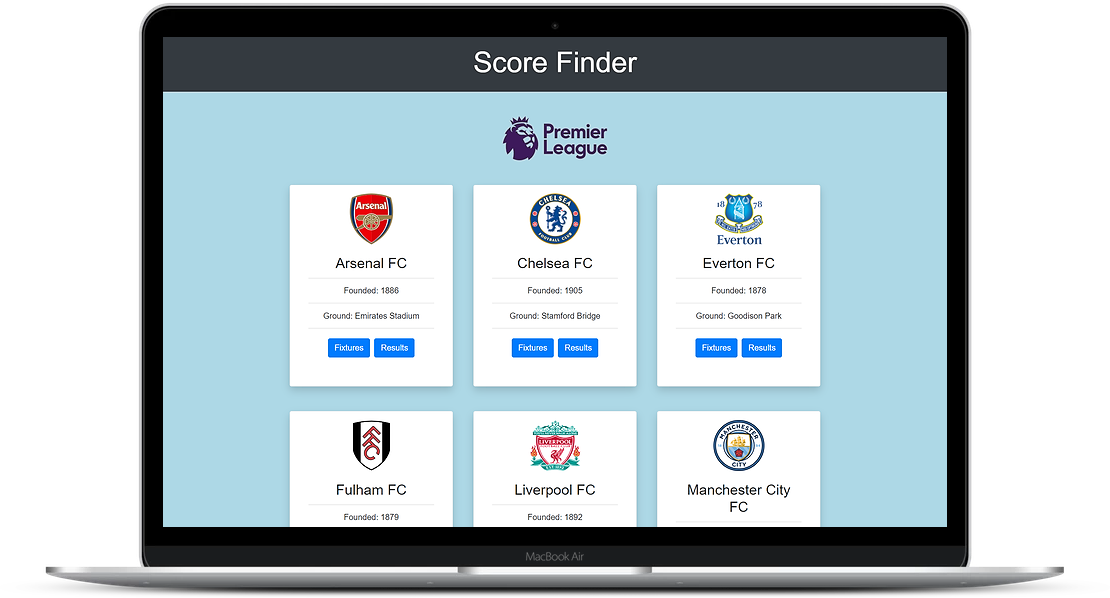 Score Finder
Premier
League
Arsenal
CHELSEA
FOOTBALL CLUB
18 78
Everton
Arsenal FC
Chelsea FC
Everton FC
Founded: 1886
Founded: 1905
Founded: 1878
Ground: Emirates Stadium
Ground: Stamford Bridge
Ground: Goodison Park
Fixtures Results
Fixtures Results
Fixtures Results
FFC
LIVERPOOL
MANCHESTER
CITY
Fulham FC
Liverpool FC
Manchester City
FC
Founded: 1879
Founded: 1892
MacBook Air